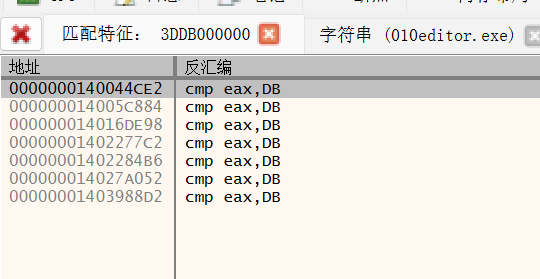 匹配特征: 3DDB000000
字符串 (010editor.exe)
地址 反汇编
0000000140044CE2 cmp eax,DB
000000014005C884 cmp eax,DB
000000014016DE98 cmp eax,DB
00000001402277C2 cmp eax,DB
00000001402284B6 cmp eax,DB
000000014027A052 cmp eax,DB
00000001403988D2 cmp eax,DB